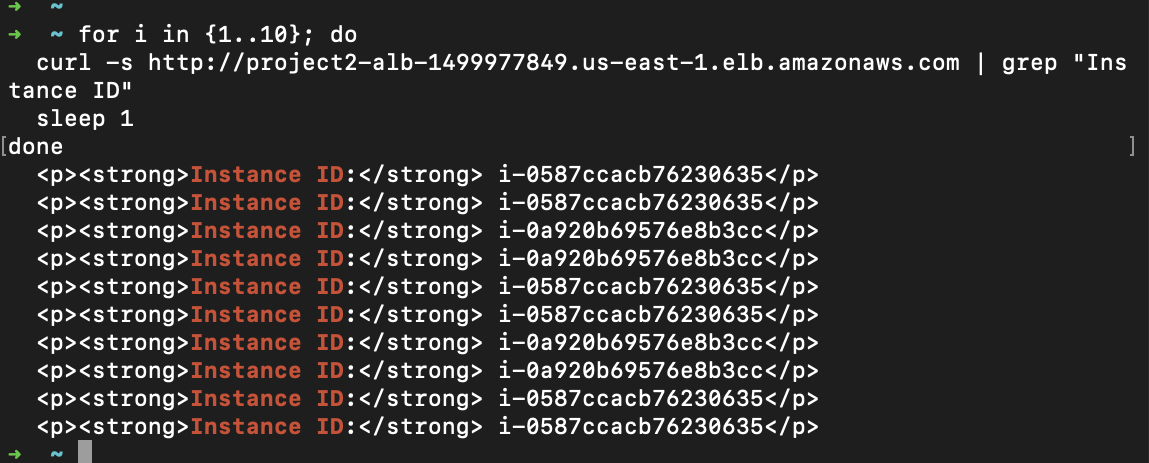 ➜  ~
➜  ~ for i in {1..10}; do
  curl -s http://project2-alb-1499977849.us-east-1.elb.amazonaws.com | grep "Ins
tance ID"
  sleep 1
[done ]
  <p><strong>Instance ID:</strong> i-0587ccacb76230635</p>
  <p><strong>Instance ID:</strong> i-0587ccacb76230635</p>
  <p><strong>Instance ID:</strong> i-0a920b69576e8b3cc</p>
  <p><strong>Instance ID:</strong> i-0a920b69576e8b3cc</p>
  <p><strong>Instance ID:</strong> i-0587ccacb76230635</p>
  <p><strong>Instance ID:</strong> i-0587ccacb76230635</p>
  <p><strong>Instance ID:</strong> i-0a920b69576e8b3cc</p>
  <p><strong>Instance ID:</strong> i-0a920b69576e8b3cc</p>
  <p><strong>Instance ID:</strong> i-0587ccacb76230635</p>
  <p><strong>Instance ID:</strong> i-0587ccacb76230635</p>
➜  ~